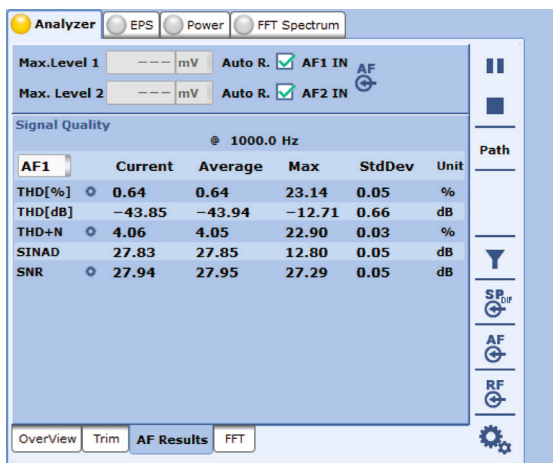 Analyzer EPS Power FFT Spectrum
Max.Level 1 --- mV Auto R. AF1 IN AF
Max. Level 2 --- mV Auto R. AF2 IN
Signal Quality
@ 1000.0 Hz
Path
AF1 Current Average Max StdDev Unit
THD[%] 0.64 0.64 23.14 0.05 %
THD[dB] −43.85 −43.94 −12.71 0.66 dB
THD+N 4.06 4.05 22.90 0.03 %
SINAD 27.83 27.85 12.80 0.05 dB
SNR 27.94 27.95 27.29 0.05 dB
SPDIF
AF
RF
OverView Trim AF Results FFT